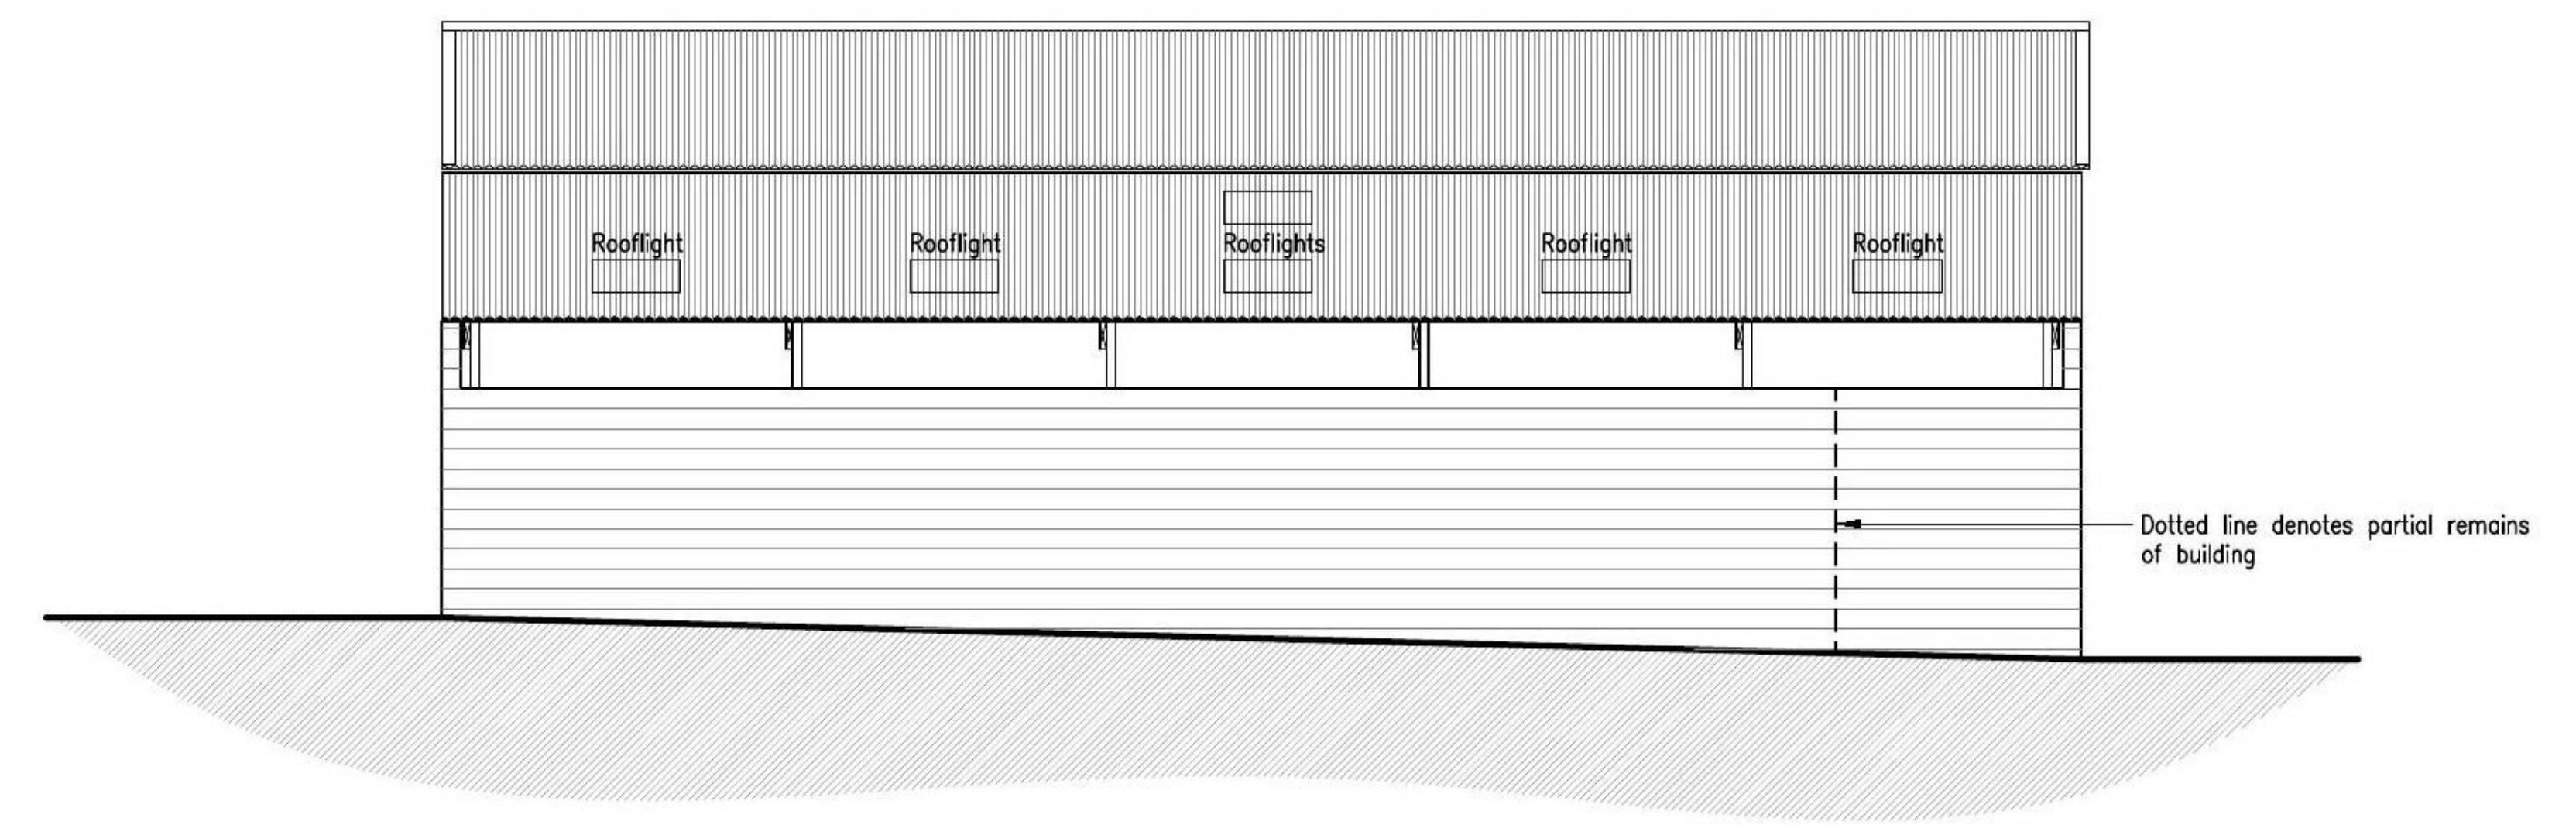 Rooflight
Rooflight
Rooflights
Rooflight
Rooflight
Dotted line denotes partial remains
of building